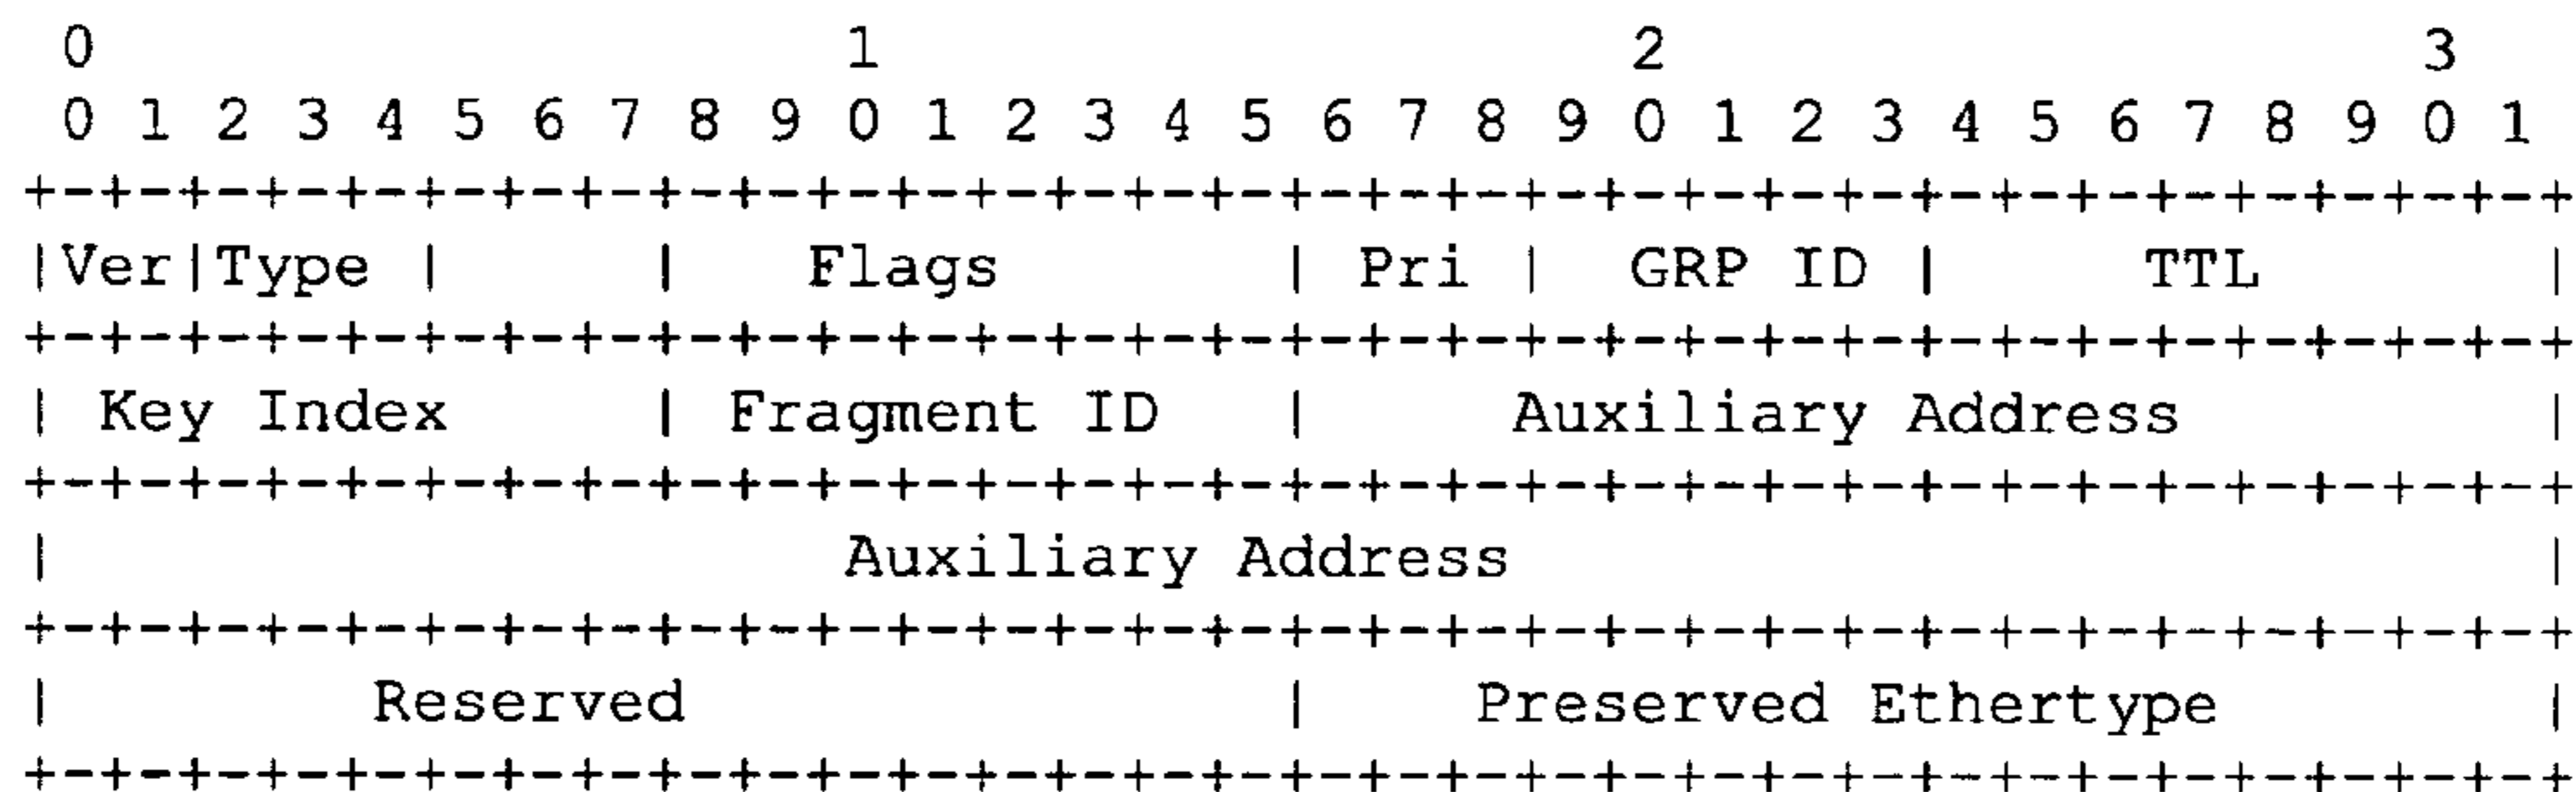 0 1 2 3
0 1 2 3 4 5 6 7 8 9 0 1 2 3 4 5 6 7 8 9 0 1 2 3 4 5 6 7 8 9 0 1
+-+-+-+-+-+-+-+-+-+-+-+-+-+-+-+-+-+-+-+-+-+-+-+-+-+-+-+-+-+-+-+-+
|Ver|Type | | Flags | Pri | GRP ID | TTL |
+-+-+-+-+-+-+-+-+-+-+-+-+-+-+-+-+-+-+-+-+-+-+-+-+-+-+-+-+-+-+-+-+
| Key Index | Fragment ID | Auxiliary Address |
+-+-+-+-+-+-+-+-+-+-+-+-+-+-+-+-+-+-+-+-+-+-+-+-+-+-+-+-+-+-+-+-+
| Auxiliary Address |
+-+-+-+-+-+-+-+-+-+-+-+-+-+-+-+-+-+-+-+-+-+-+-+-+-+-+-+-+-+-+-+-+
| Reserved | Preserved Ethertype |
+-+-+-+-+-+-+-+-+-+-+-+-+-+-+-+-+-+-+-+-+-+-+-+-+-+-+-+-+-+-+-+-+